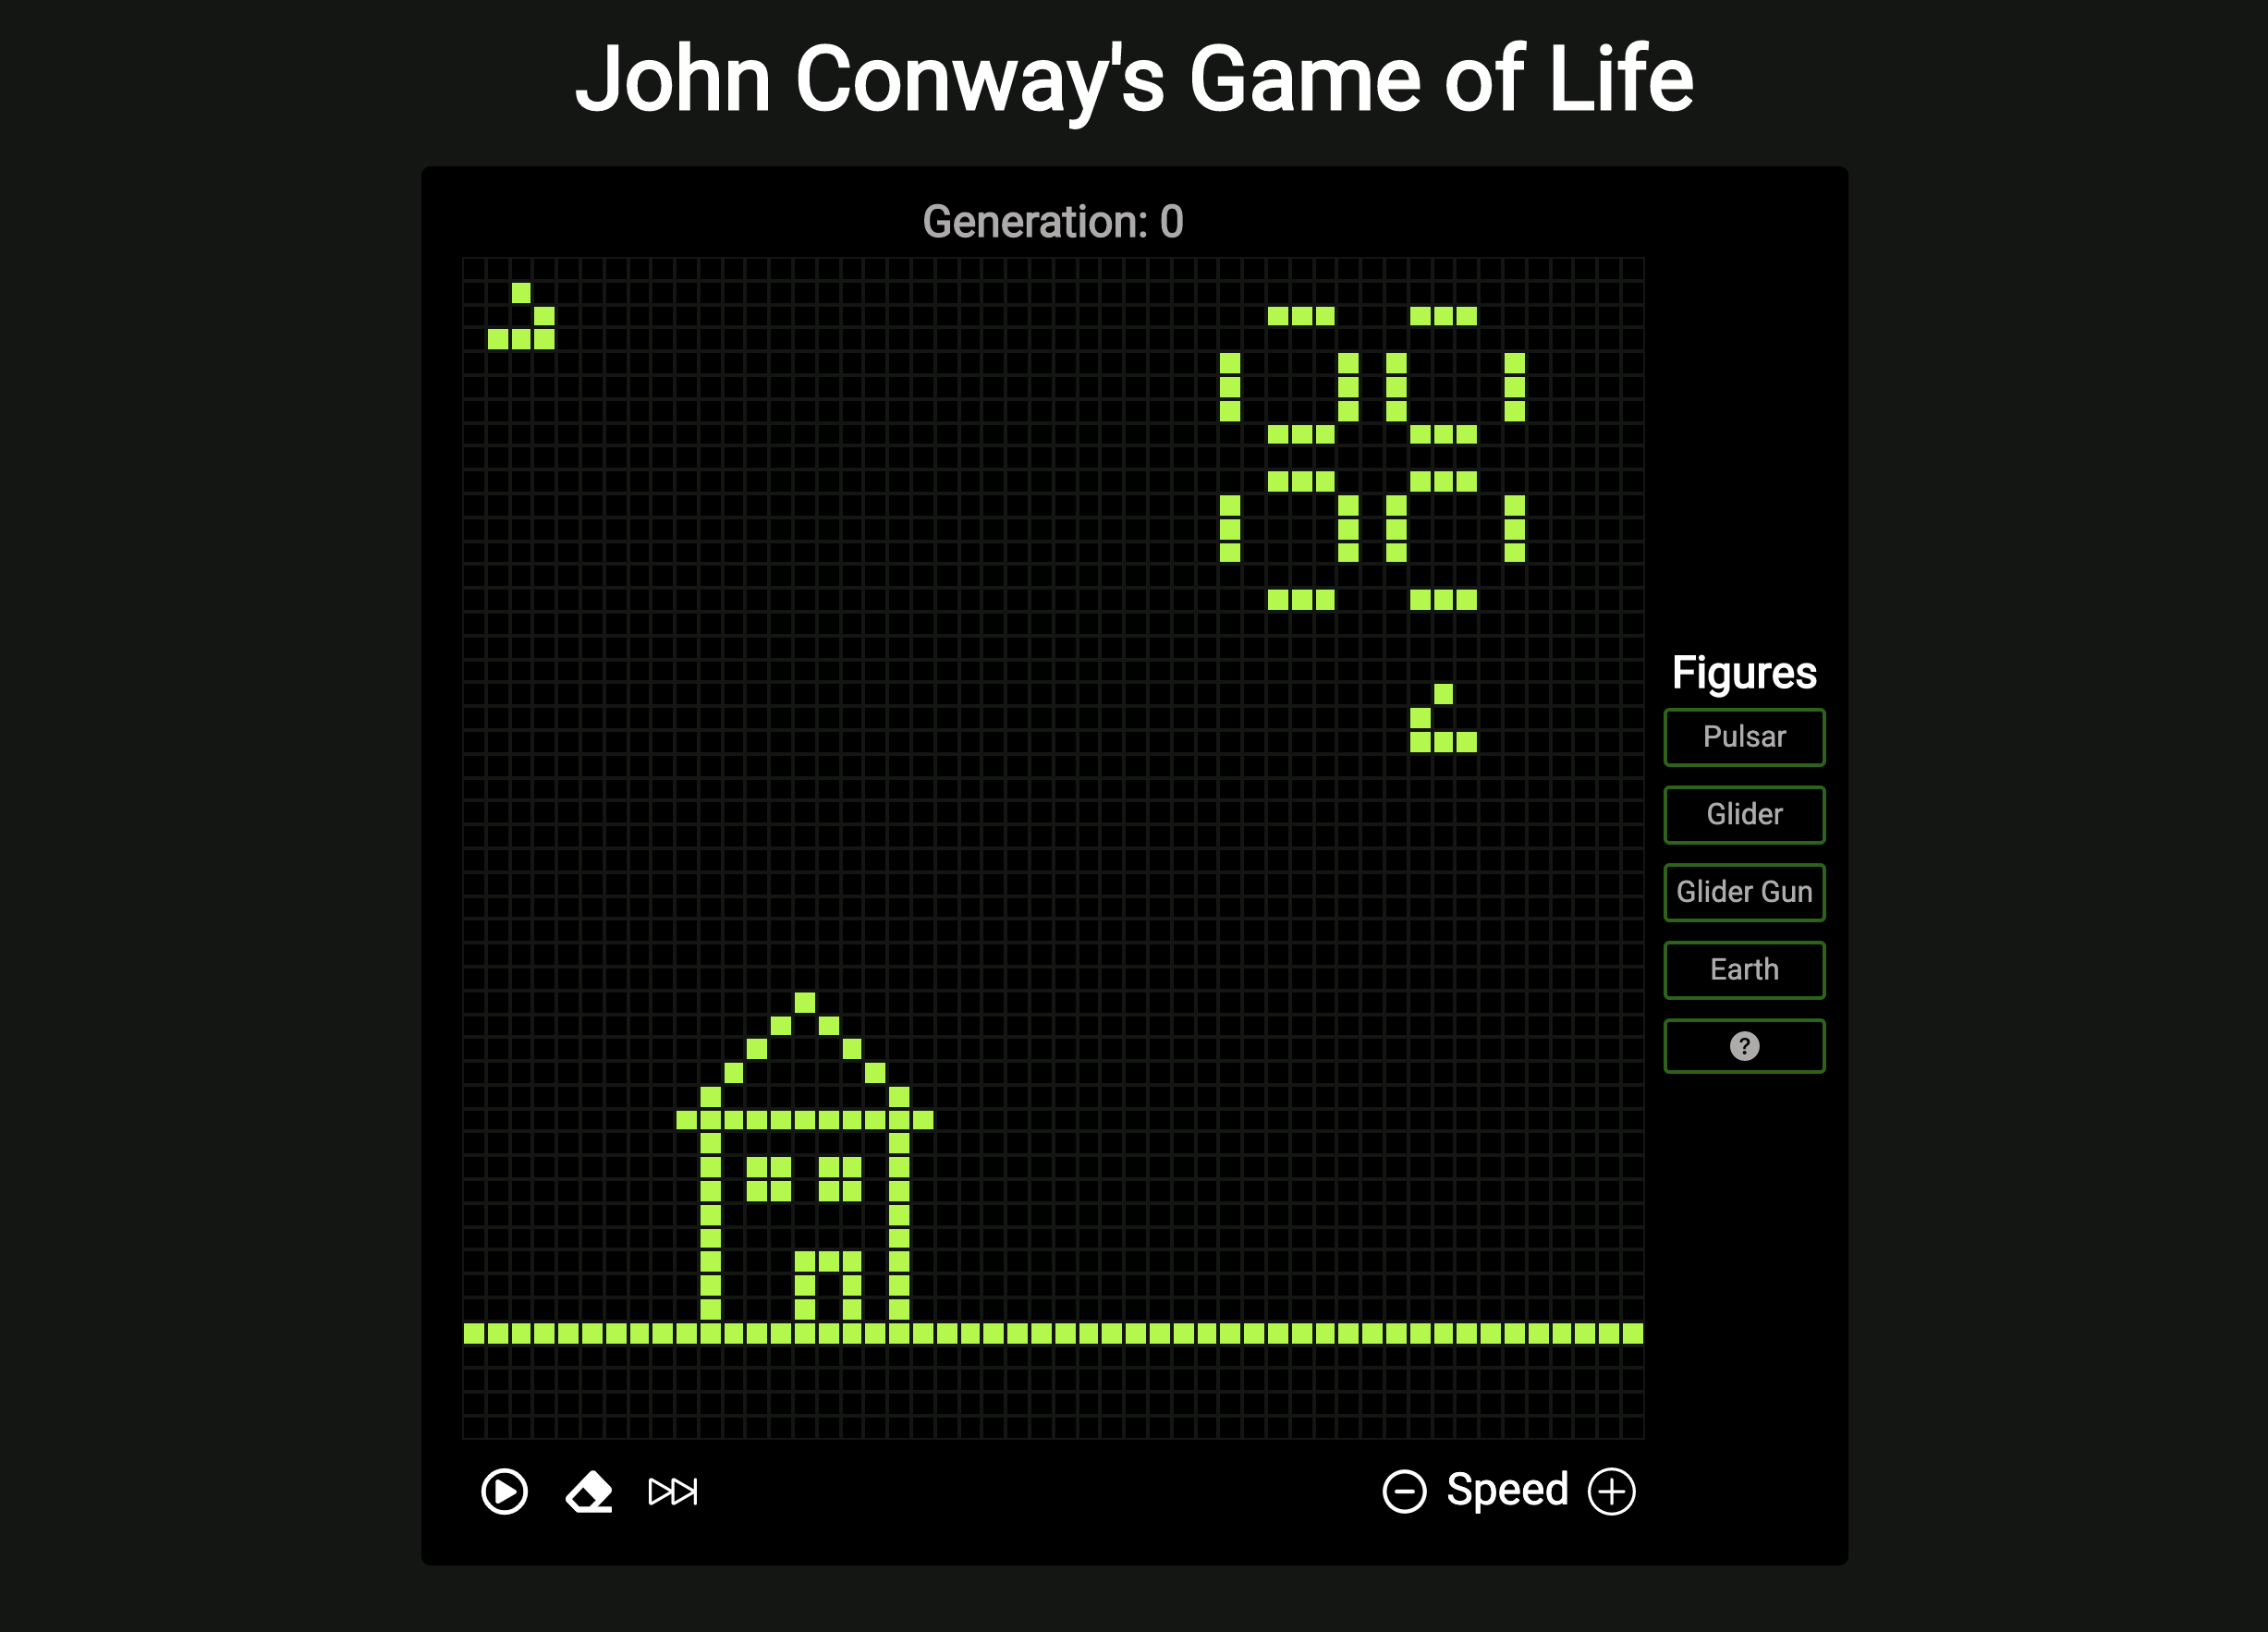 John Conway's Game of Life
Generation: 0
Figures
Pulsar
Glider
Glider Gun
Earth
?
Speed